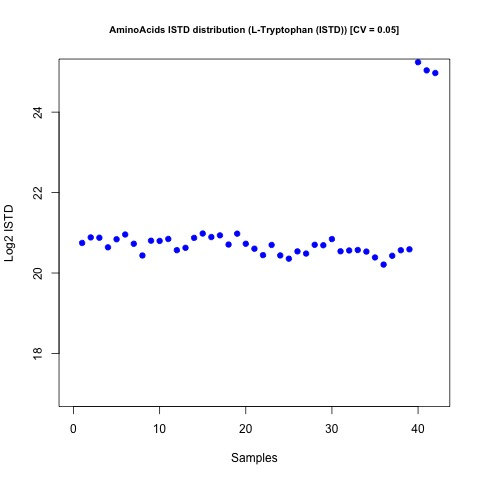 AminoAcids ISTD distribution (L-Tryptophan (ISTD)) [CV = 0.05]
Log2 ISTD
24
22
20
18
0 10 20 30 40
Samples